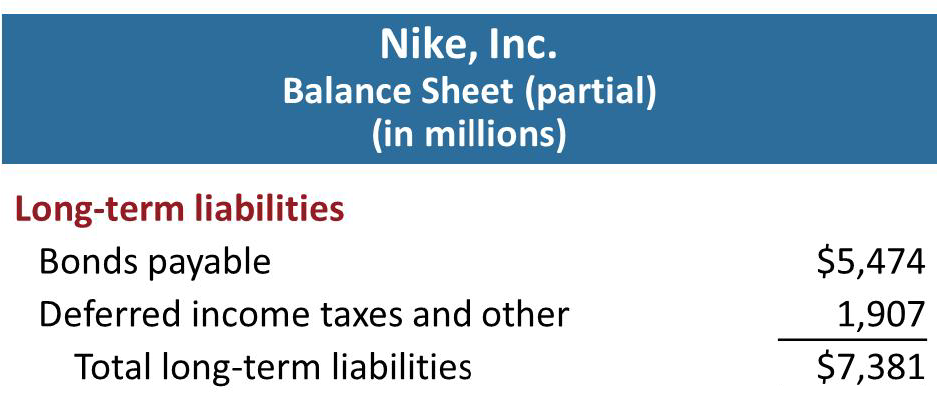 Nike, Inc.
Balance Sheet (partial)
(in millions)
Long-term liabilities
Bonds payable $5,474
Deferred income taxes and other 1,907
Total long-term liabilities $7,381